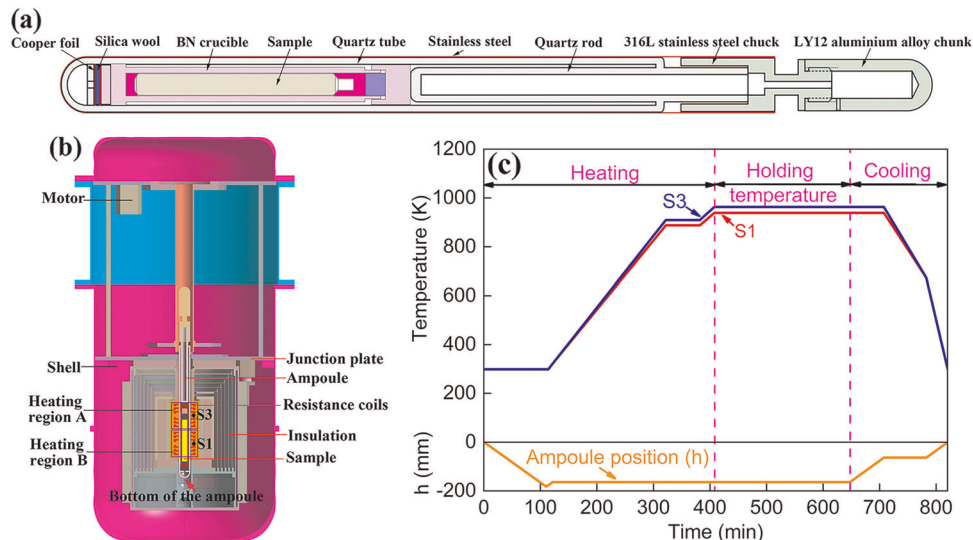 (a)
Cooper foil
Silica wool
BN crucible
Sample
Quartz tube
Stainless steel
Quartz rod
316L stainless steel chuck
LY12 aluminium alloy chunk
(b)
Motor
Shell
Heating
region A
Heating
region B
Junction plate
Ampoule
Resistance coils
S3
Insulation
S1
Sample
Bottom of the ampoule
(c)
Heating
Holding
temperature
Cooling
S3
S1
Temperature (K)
1200
1000
800
600
400
200
0
-200
h (mm)
Ampoule position (h)
0 100 200 300 400 500 600 700 800
Time (min)